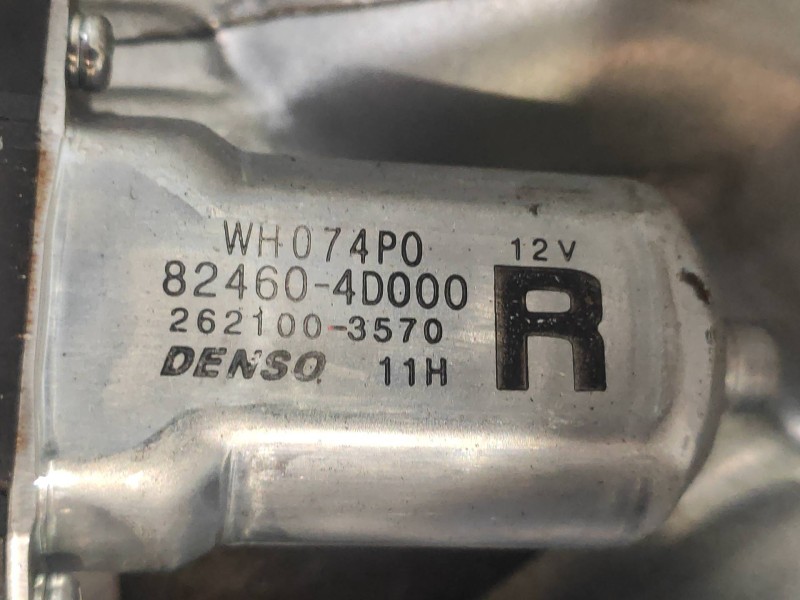 WH074P0 12V
82460-4D000
262100-3570 R
DENSO 11H